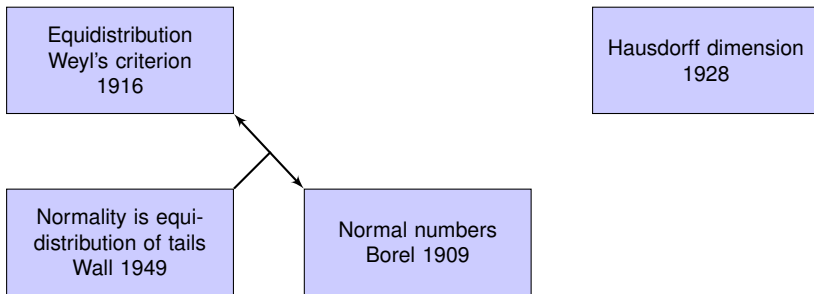 Equidistribution
Weyl's criterion
1916
Hausdorff dimension
1928
Normality is equi-
distribution of tails
Wall 1949
Normal numbers
Borel 1909